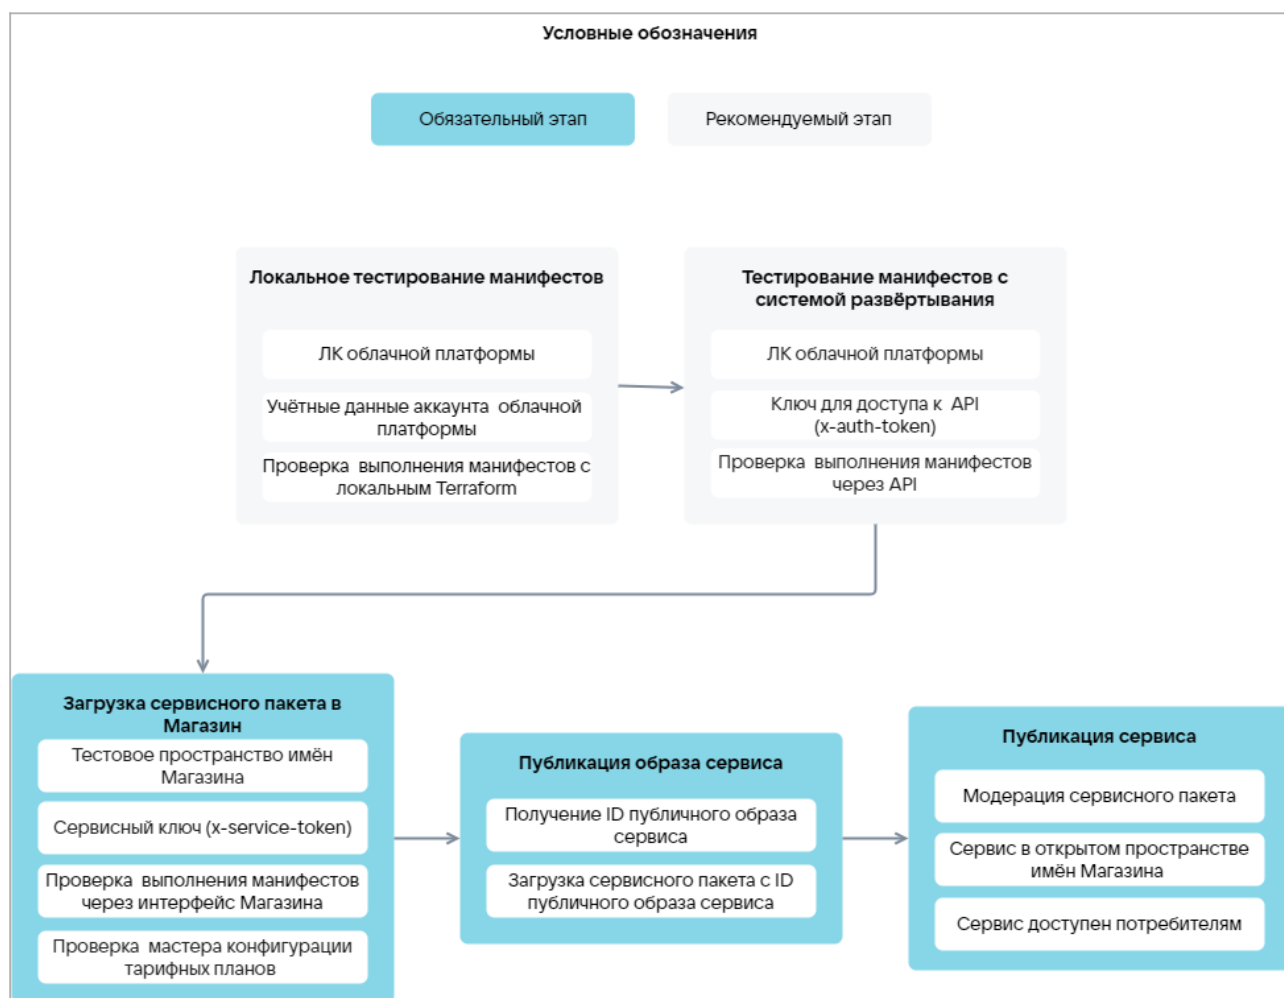 Условные обозначения
Обязательный этап
Рекомендуемый этап
Локальное тестирование манифестов
ЛК облачной платформы
Учётные данные аккаунта облачной
платформы
Проверка выполнения манифестов с
локальным Terraform
Тестирование манифестов с
системой развёртывания
ЛК облачной платформы
Ключ для доступа к API
(x-auth-token)
Проверка выполнения манифестов
через API
Загрузка сервисного пакета в
Магазин
Тестовое пространство имён
Магазина
Сервисный ключ (x-service-token)
Проверка выполнения манифестов
через интерфейс Магазина
Проверка мастера конфигурации
тарифных планов
Публикация образа сервиса
Получение ID публичного образа
сервиса
Загрузка сервисного пакета с ID
публичного образа сервиса
Публикация сервиса
Модерация сервисного пакета
Сервис в открытом пространстве
имён Магазина
Сервис доступен потребителям